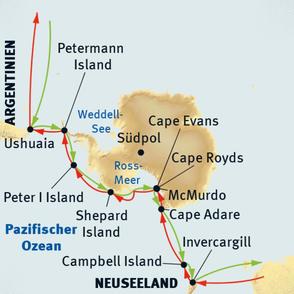 ARGENTINIEN
Petermann
Island
Weddell-
See
Cape Evans
Südpol
Ushuaia
Cape Royds
Ross-
Meer
McMurdo
Peter I Island
Cape Adare
Shepard
Island
Pazifischer
Ozean
Invercargill
Campbell Island
NEUSEELAND